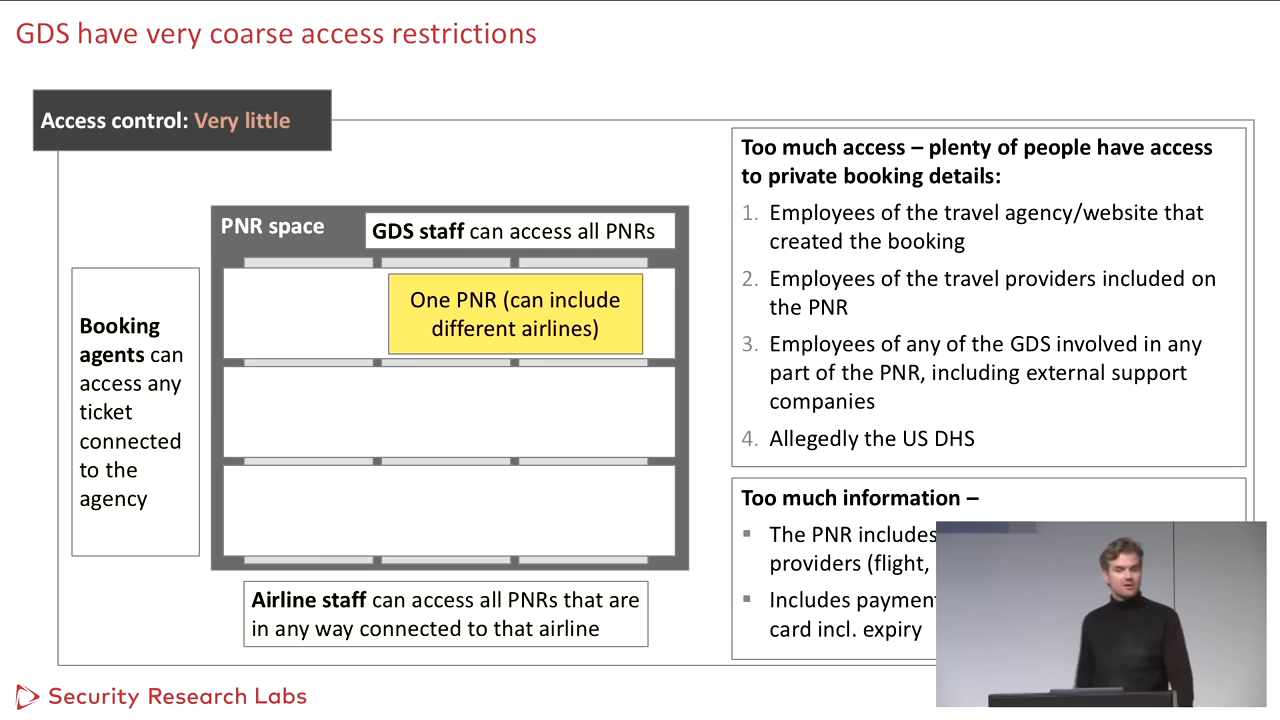 GDS have very coarse access restrictions
Access control: Very little
PNR space
GDS staff can access all PNRs
One PNR (can include
different airlines)
Booking
agents can
access any
ticket
connected
to the
agency
Airline staff can access all PNRs that are
in any way connected to that airline
Too much access – plenty of people have access
to private booking details:
1. Employees of the travel agency/website that
created the booking
2. Employees of the travel providers included on
the PNR
3. Employees of any of the GDS involved in any
part of the PNR, including external support
companies
4. Allegedly the US DHS
Too much information –
▪ The PNR includes
providers (flight,
▪ Includes payment
card incl. expiry
Security Research Labs